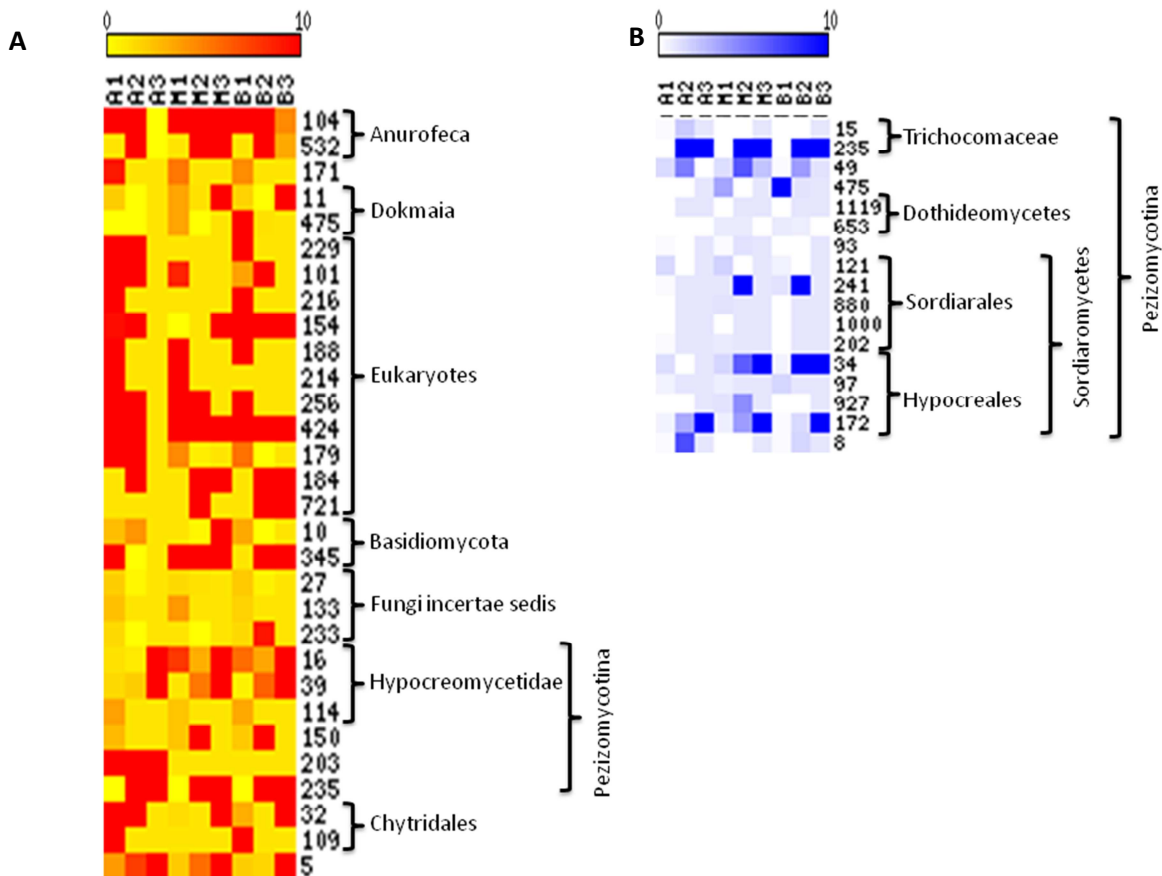 A
0 10
A1 A2 A3 M1 M2 M3 B1 B2 B3
104
532
Anurofeca
171
11
475
Dokmaia
229
101
216
154
188
214
256
424
179
184
721
Eukaryotes
10
345
Basidiomycota
27
133
233
Fungi incertae sedis
16
39
114
Hypocreomycetidae
150
203
235
Pezizomycotina
32
109
Chytridales
5
B
0 10
A1 A2 A3 M1 M2 M3 B1 B2 B3
15
235
Trichocomaceae
49
475
1119
653
Dothideomycetes
93
121
241
880
1000
202
Sordiarales
34
97
927
172
Hypocreales
8
Sordiaromycetes
Pezizomycotina